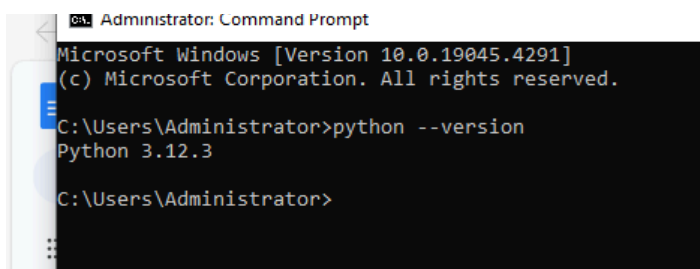 Administrator: Command Prompt
Microsoft Windows [Version 10.0.19045.4291]
(c) Microsoft Corporation. All rights reserved.
C:\Users\Administrator>python --version
Python 3.12.3
C:\Users\Administrator>